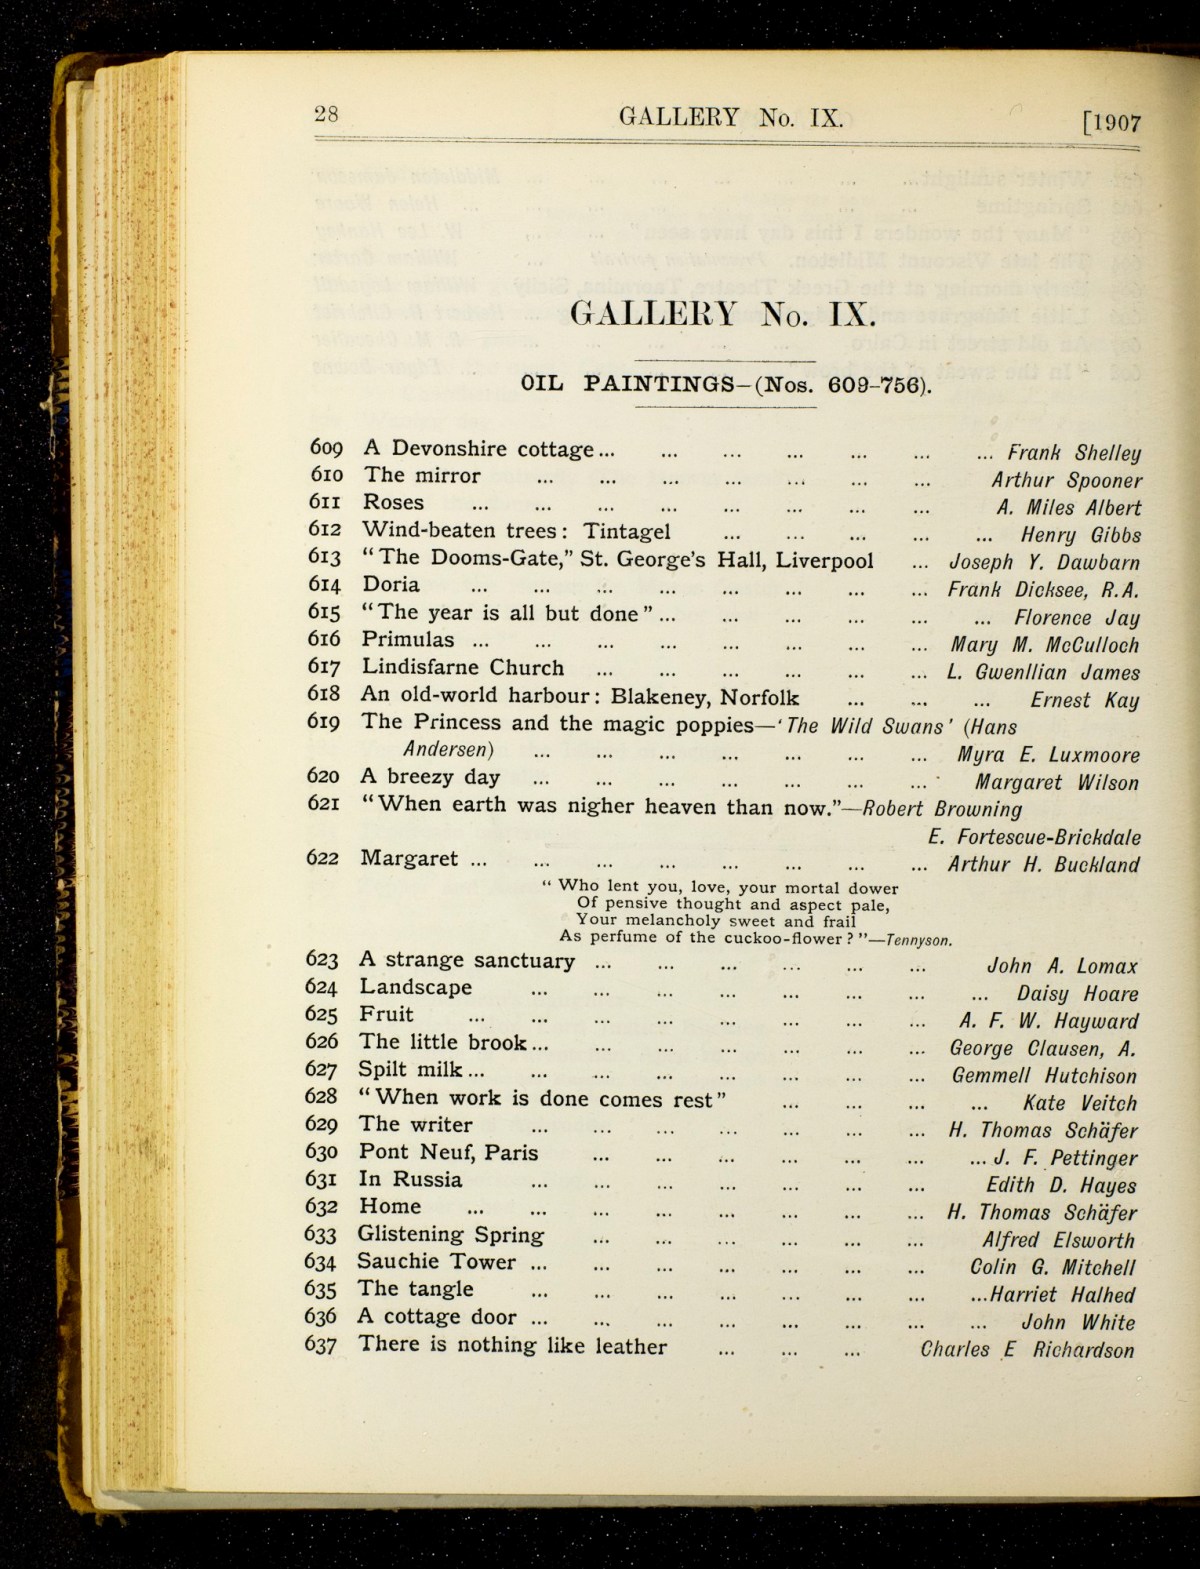 28 GALLERY No. IX. [1907
GALLERY No. IX.
OIL PAINTINGS—(Nos. 609-756).
609 A Devonshire cottage ... ... ... ... ... ... ... Frank Shelley
610 The mirror ... ... ... ... ... ... ... Arthur Spooner
611 Roses ... ... ... ... ... ... ... ... A. Miles Albert
612 Wind-beaten trees: Tintagel ... ... ... ... ... Henry Gibbs
613 “The Dooms-Gate,” St. George’s Hall, Liverpool ... Joseph Y. Dawbarn
614 Doria ... ... ... ... ... ... ... ... Frank Dicksee, R.A.
615 “The year is all but done” ... ... ... ... ... ... Florence Jay
616 Primulas ... ... ... ... ... ... ... ... Mary M. McCulloch
617 Lindisfarne Church ... ... ... ... ... ... L. Gwenllian James
618 An old-world harbour: Blakeney, Norfolk ... ... ... Ernest Kay
619 The Princess and the magic poppies—‘The Wild Swans’ (Hans
Andersen) ... ... ... ... ... ... ... Myra E. Luxmoore
620 A breezy day ... ... ... ... ... ... ... Margaret Wilson
621 “When earth was nigher heaven than now.”—Robert Browning
E. Fortescue-Brickdale
622 Margaret ... ... ... ... ... ... ... ... Arthur H. Buckland
“ Who lent you, love, your mortal dower
Of pensive thought and aspect pale,
Your melancholy sweet and frail
As perfume of the cuckoo-flower?”—Tennyson.
623 A strange sanctuary ... ... ... ... ... ... John A. Lomax
624 Landscape ... ... ... ... ... ... ... ... Daisy Hoare
625 Fruit ... ... ... ... ... ... ... ... A. F. W. Hayward
626 The little brook ... ... ... ... ... ... ... George Clausen, A.
627 Spilt milk ... ... ... ... ... ... ... ... Gemmell Hutchison
628 “When work is done comes rest” ... ... ... ... Kate Veitch
629 The writer ... ... ... ... ... ... ... H. Thomas Schäfer
630 Pont Neuf, Paris ... ... ... ... ... ... ... J. F. Pettinger
631 In Russia ... ... ... ... ... ... ... Edith D. Hayes
632 Home ... ... ... ... ... ... ... ... H. Thomas Schäfer
633 Glistening Spring ... ... ... ... ... ... Alfred Elsworth
634 Sauchie Tower ... ... ... ... ... ... ... Colin G. Mitchell
635 The tangle ... ... ... ... ... ... ... ... Harriet Halhed
636 A cottage door ... ... ... ... ... ... ... ... John White
637 There is nothing like leather ... ... ... Charles E Richardson